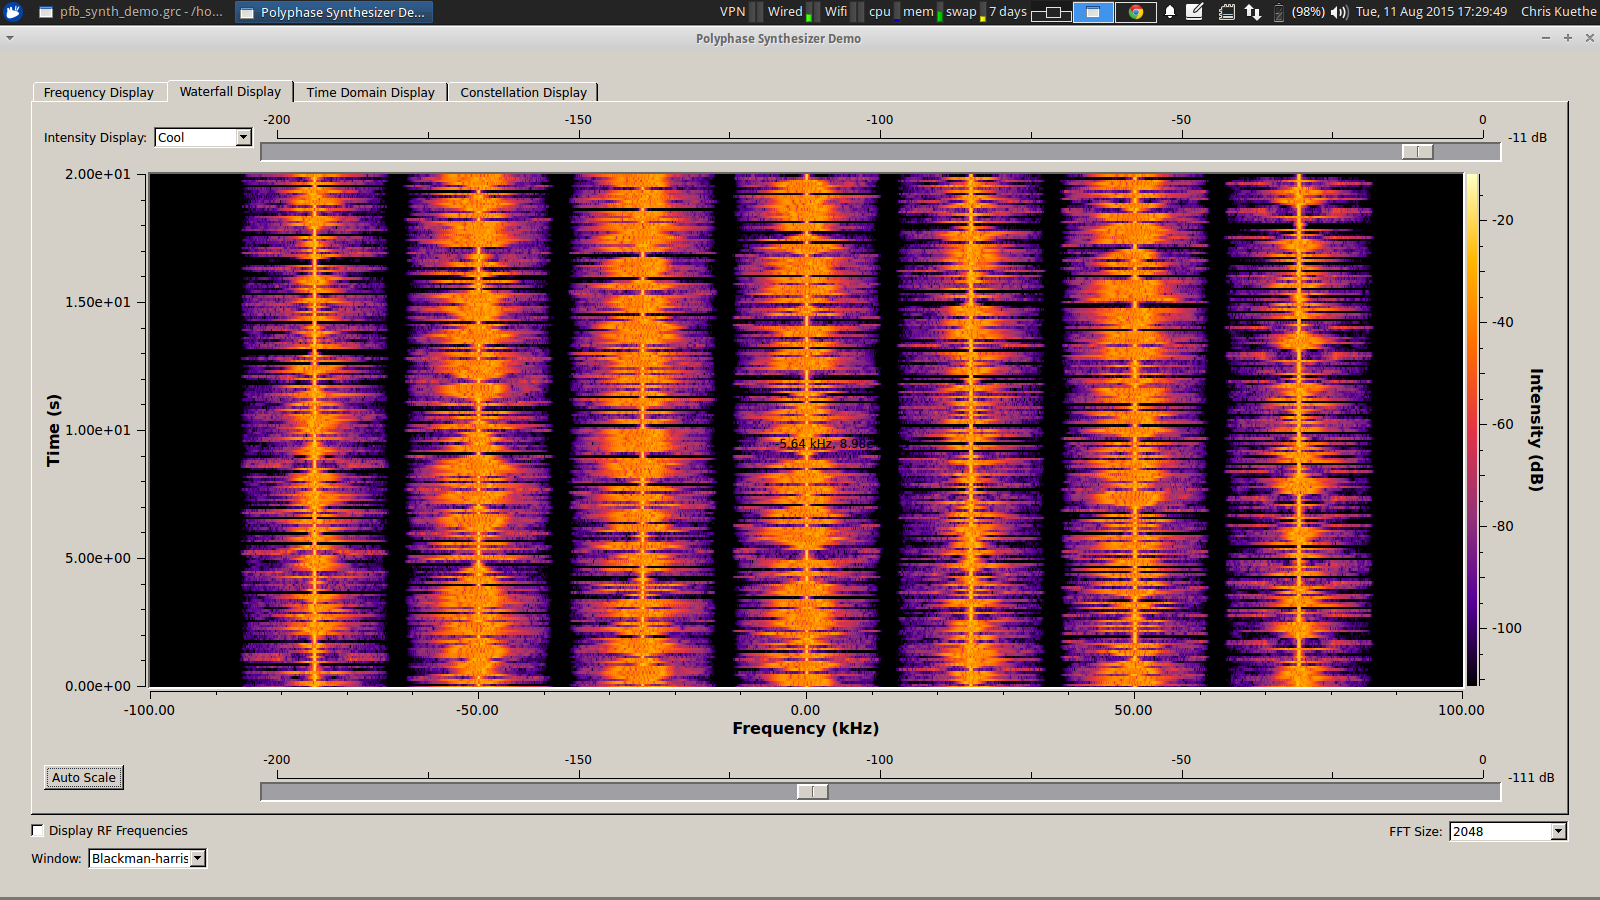 pfb_synth_demo.grc - /ho... Polyphase Synthesizer De... VPN Wired Wifi cpu mem swap 7 days (98%) Tue, 11 Aug 2015 17:29:49 Chris Kuethe
Polyphase Synthesizer Demo
Frequency Display Waterfall Display Time Domain Display Constellation Display
-200 -150 -100 -50 0
Intensity Display: Cool -11 dB
2.00e+01
1.50e+01
1.00e+01
5.00e+00
0.00e+00
Time (s)
-5.64 kHz, 8.98e
-20
-40
-60
-80
-100
Intensity (dB)
-100.00 -50.00 0.00 50.00 100.00
Frequency (kHz)
-200 -150 -100 -50 0
Auto Scale -111 dB
Display RF Frequencies FFT Size: 2048
Window: Blackman-harris